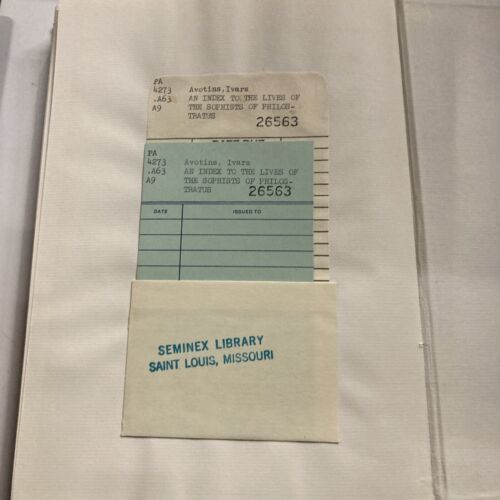 PA
4273 Avotins, Ivars
.A63 AN INDEX TO THE LIVES OF
A9 THE SOPHISTS OF PHILOS-
TRATUS 26563
DATE DUE
PA
4273 Avotins, Ivars
.A63 AN INDEX TO THE LIVES OF
A9 THE SOPHISTS OF PHILOS-
TRATUS 26563
DATE ISSUED TO
SEMINEX LIBRARY
SAINT LOUIS, MISSOURI